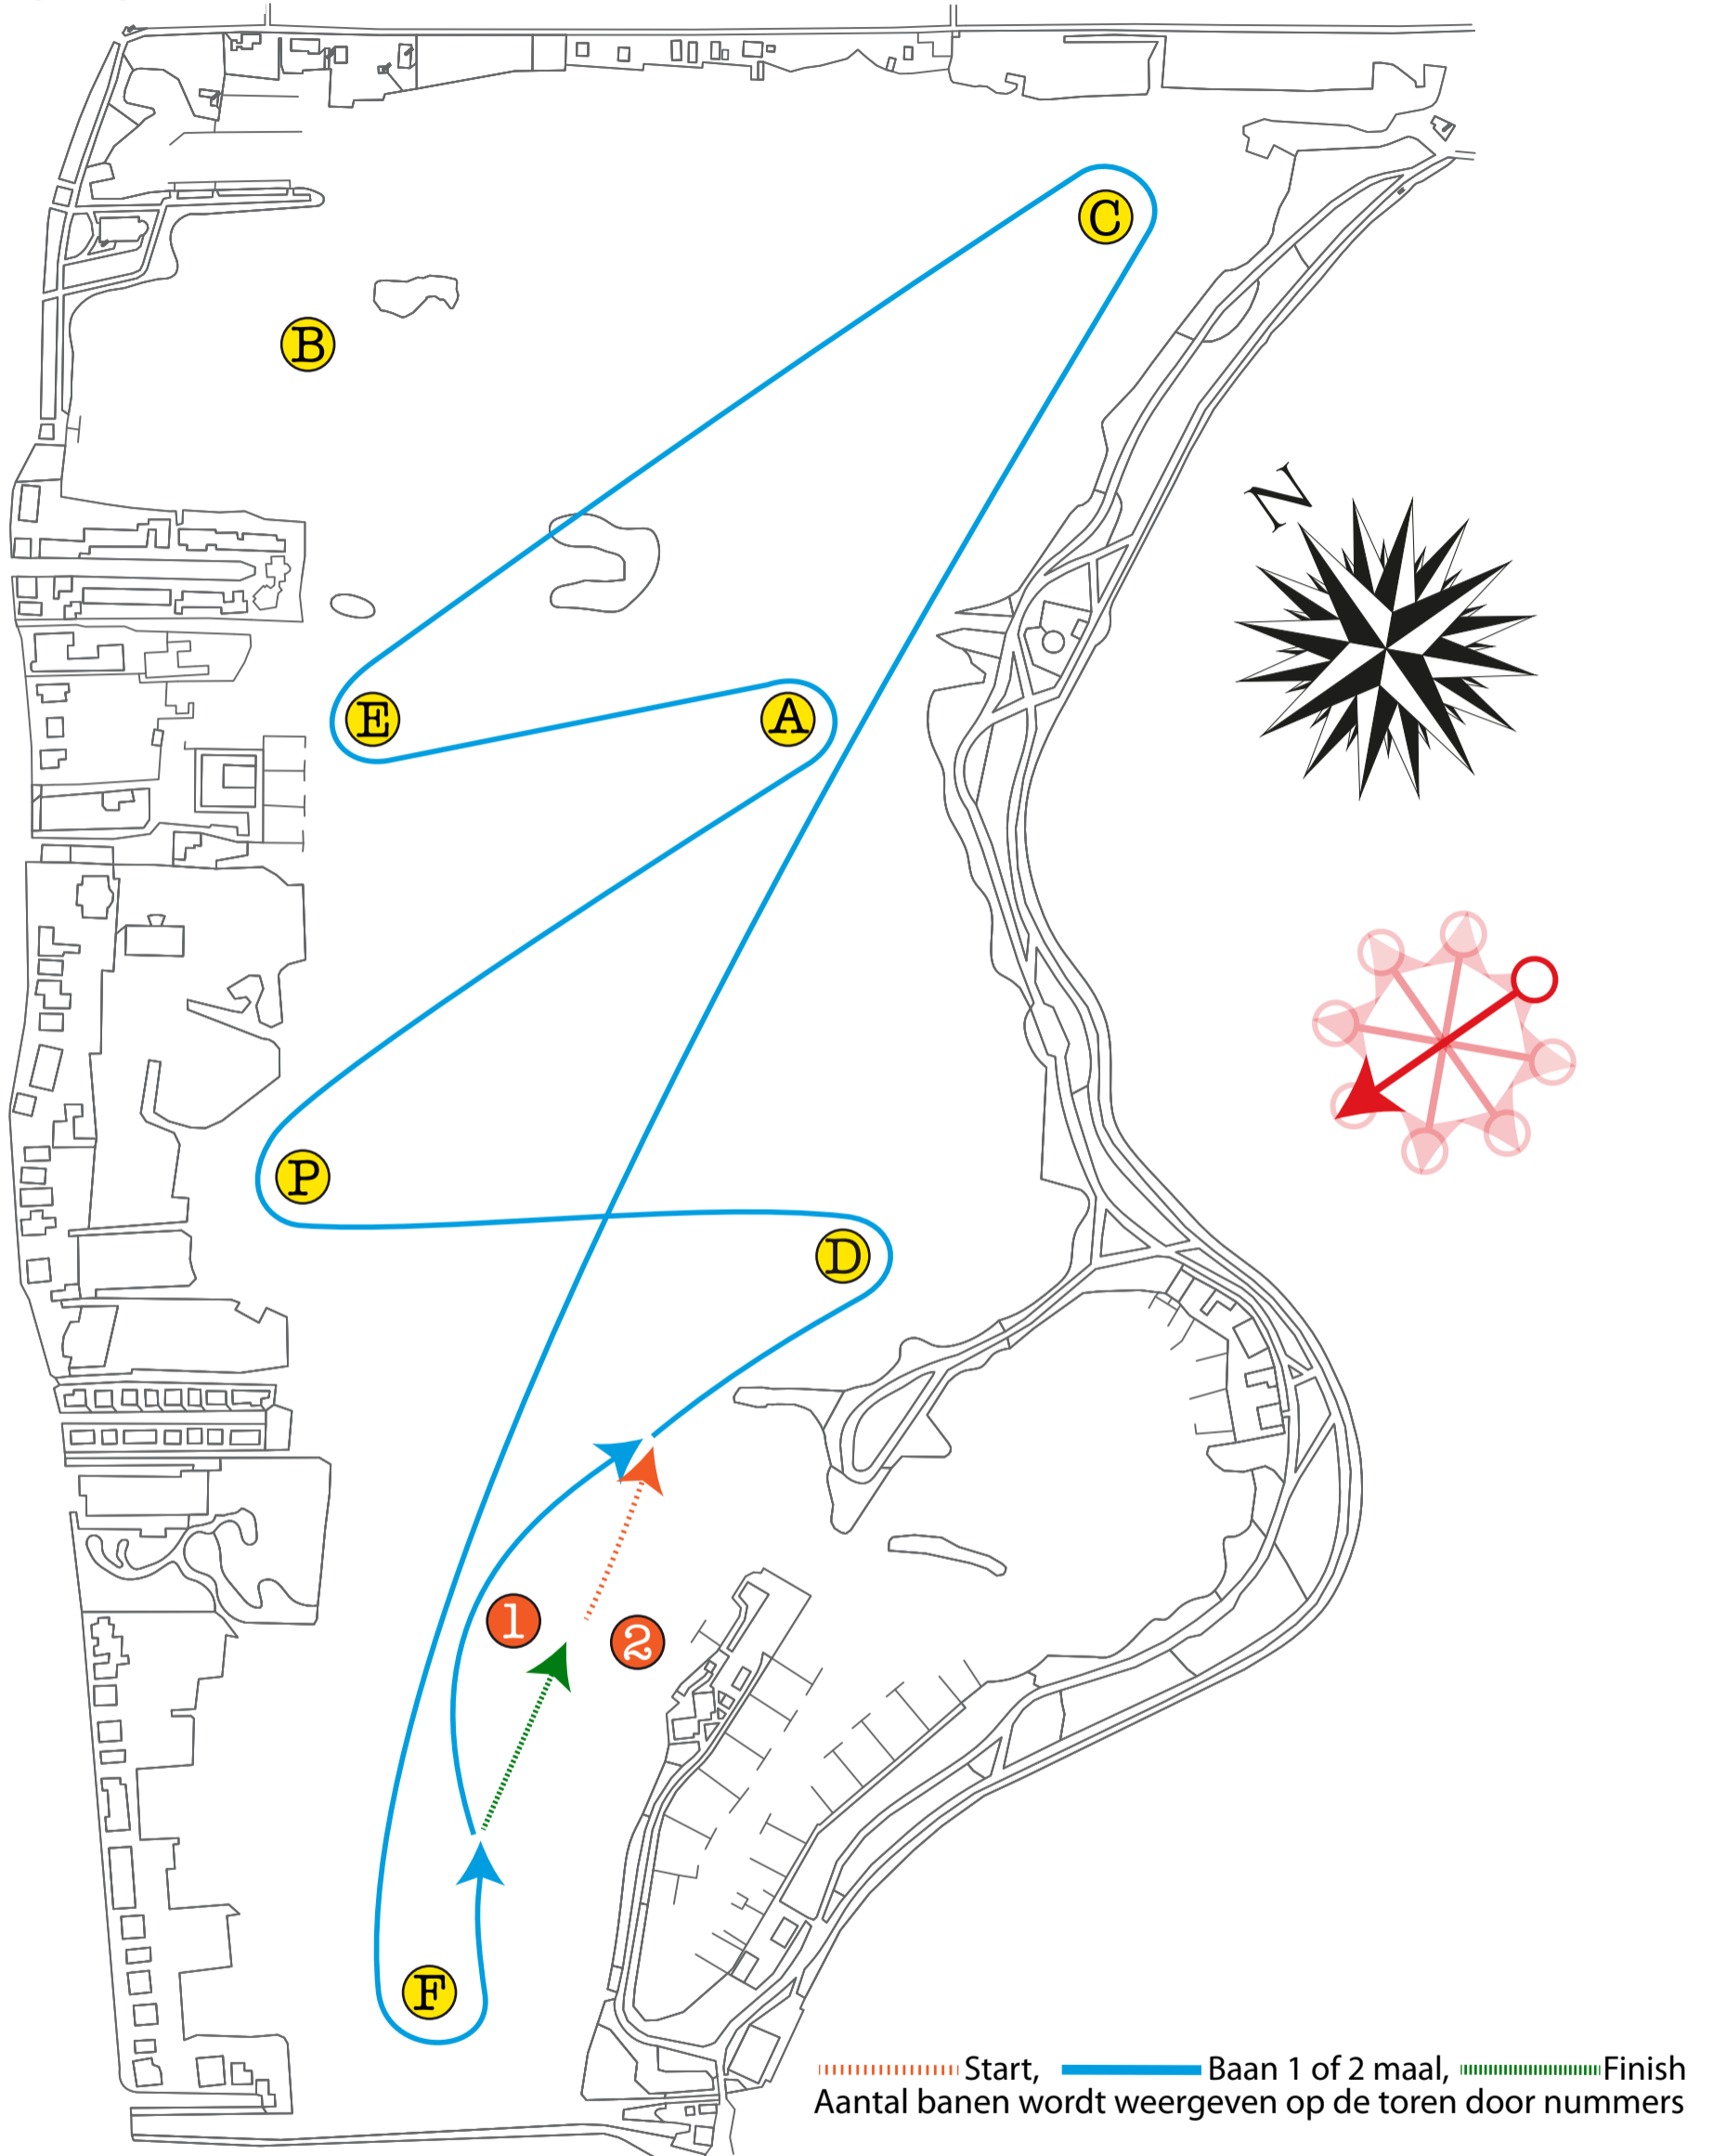 C
B
N
E
A
P
D
1
2
F
Start, Baan 1 of 2 maal, Finish
Aantal banen wordt weergeven op de toren door nummers